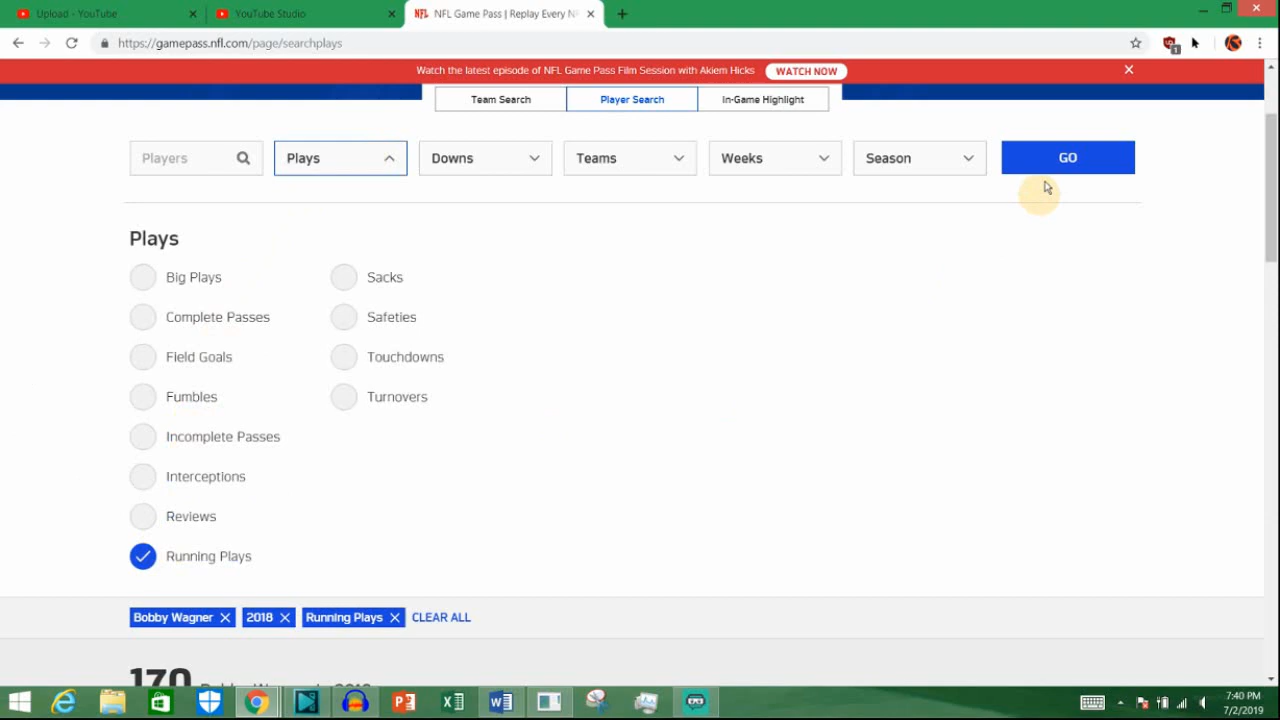 Upload - YouTube
YouTube Studio
NFL Game Pass | Replay Every N
https://gamepass.nfl.com/page/searchplays
1
Watch the latest episode of NFL Game Pass Film Session with Akiem Hicks
WATCH NOW
Team Search
Player Search
In-Game Highlight
Players
Plays
Downs
Teams
Weeks
Season
GO
Plays
Big Plays
Sacks
Complete Passes
Safeties
Field Goals
Touchdowns
Fumbles
Turnovers
Incomplete Passes
Interceptions
Reviews
Running Plays
Bobby Wagner
2018
Running Plays
CLEAR ALL
170
7:40 PM
7/2/2019